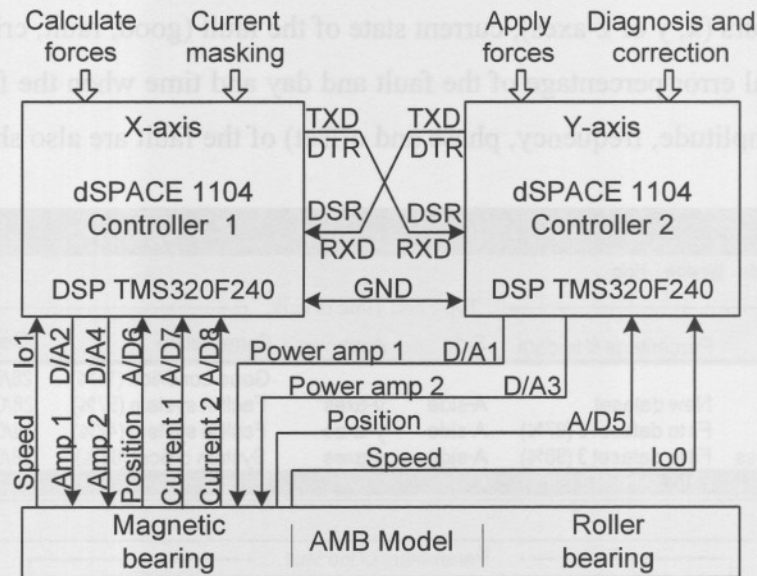 Calculate forces
Current masking
Apply forces
Diagnosis and correction
X-axis
dSPACE 1104
Controller 1
DSP TMS320F240
TXD
DTR
DSR
RXD
TXD
DTR
DSR
RXD
GND
Y-axis
dSPACE 1104
Controller 2
DSP TMS320F240
Speed Io1
Amp 1 D/A2
Amp 2 D/A4
Position A/D6
Current 1 A/D7
Current 2 A/D8
Power amp 1 D/A1
Power amp 2 D/A3
Position A/D5
Speed Io0
Magnetic bearing
AMB Model
Roller bearing